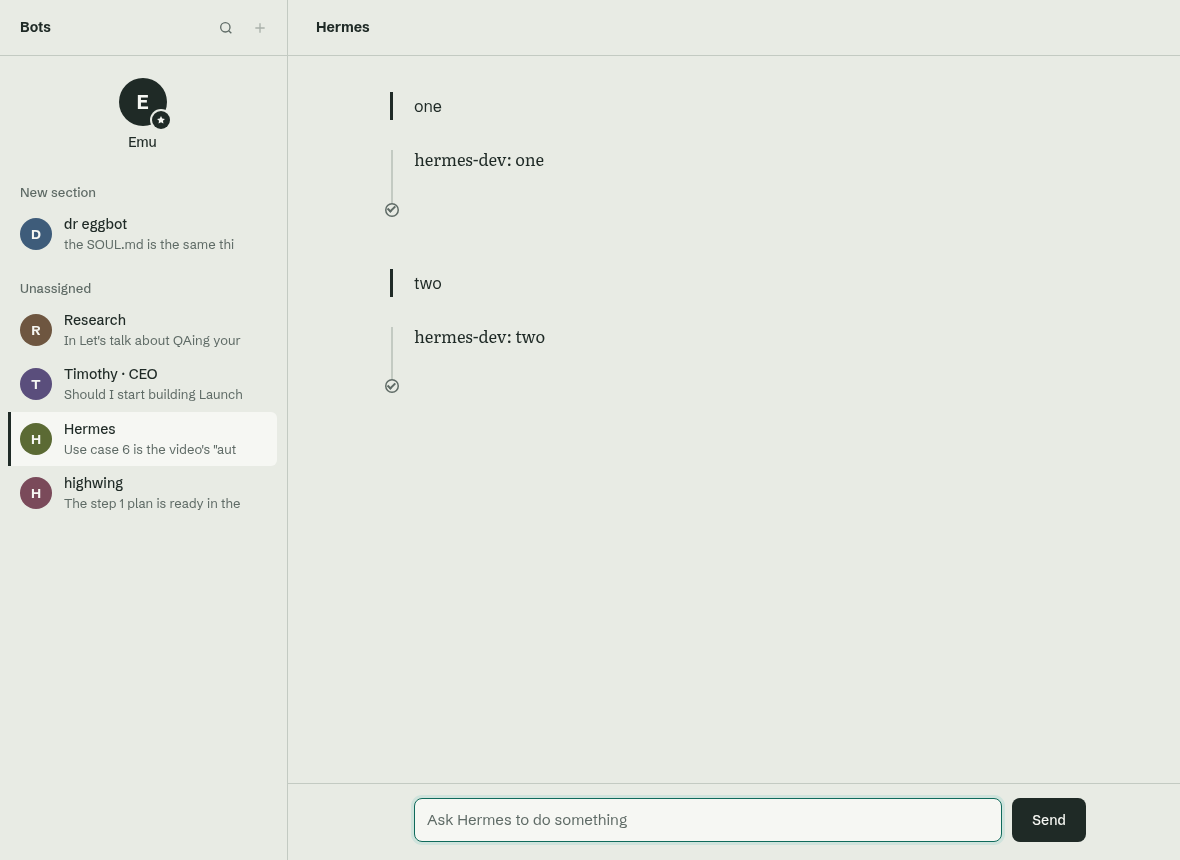 Bots
E
Emu
New section
D
dr eggbot
the SOUL.md is the same thi
Unassigned
R
Research
In Let's talk about QAing your
T
Timothy · CEO
Should I start building Launch
H
Hermes
Use case 6 is the video's "aut
H
highwing
The step 1 plan is ready in the
Hermes
one
hermes-dev: one
two
hermes-dev: two
Ask Hermes to do something
Send